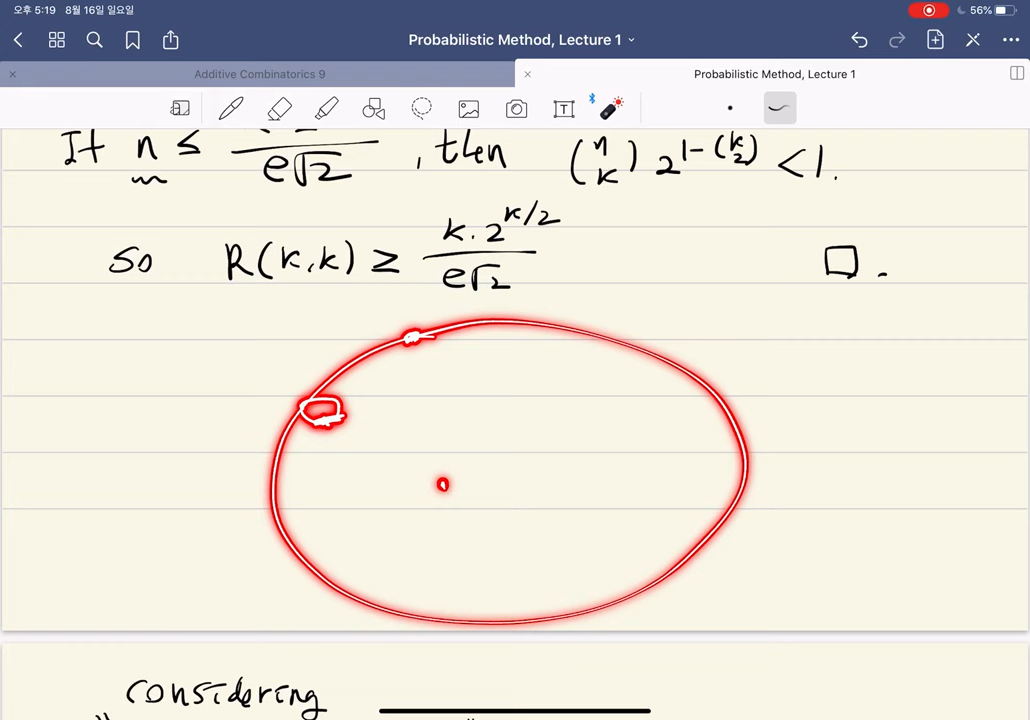 오후 5:19 8월 16일 일요일
56%
Probabilistic Method, Lecture 1
Additive Combinatorics 9
Probabilistic Method, Lecture 1
If n ≤ / e√2 , then (n k) 2^{1-(k 2)} < 1.
So R(k,k) ≥ k·2^{k/2} / e√2 □.
considering